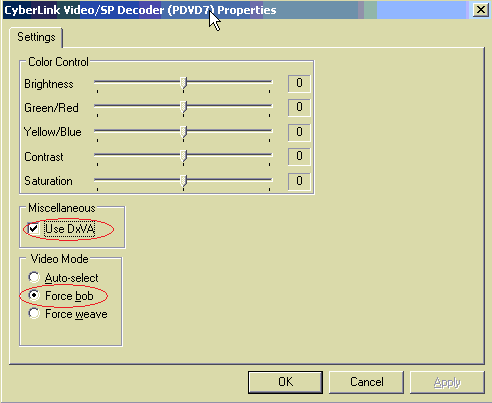 CyberLink Video/SP Decoder (PDVD7) Properties
Settings
Color Control
Brightness 0
Green/Red 0
Yellow/Blue 0
Contrast 0
Saturation 0
Miscellaneous
Use DxVA
Video Mode
Auto-select
Force bob
Force weave
OK Cancel Apply